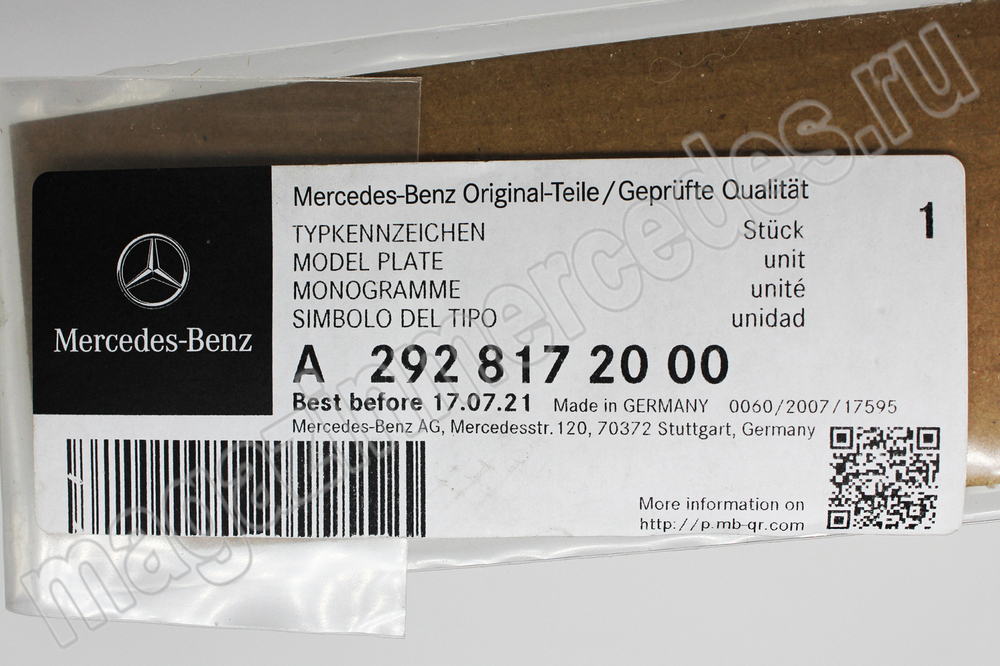 Mercedes-Benz Original-Teile/Geprüfte Qualität
TYPKENNZEICHEN Stück 1
MODEL PLATE unit
MONOGRAMME unité
SIMBOLO DEL TIPO unidad
Mercedes-Benz
A 292 817 20 00
Best before 17.07.21 Made in GERMANY 0060/2007/17595
Mercedes-Benz AG, Mercedesstr.120, 70372 Stuttgart, Germany
More information on
http://p.mb-qr.com
magazinmercedes.ru